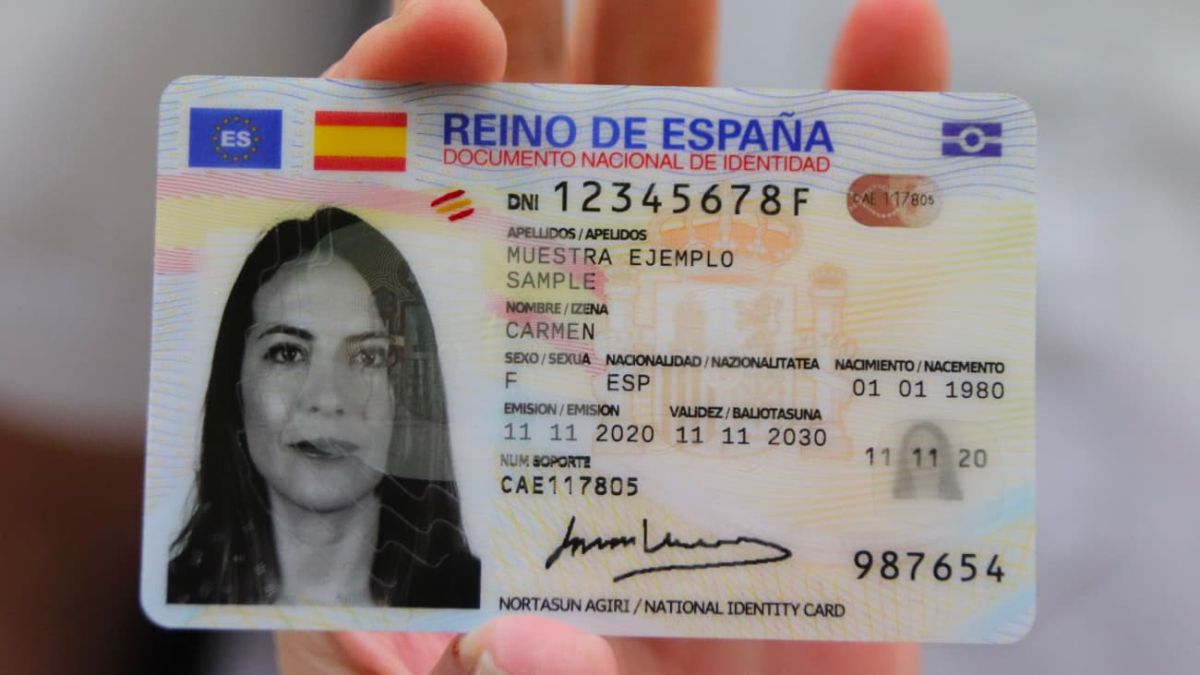 ES
REINO DE ESPAÑA
DOCUMENTO NACIONAL DE IDENTIDAD
DNI 12345678F
CAE 117805
APELLIDOS / APELIDOS
MUESTRA EJEMPLO
SAMPLE
NOMBRE / IZENA
CARMEN
SEXO / SEXUA NACIONALIDAD / NAZIONALITATEA NACIMIENTO / NACEMENTO
F ESP 01 01 1980
EMISION / EMISION VALIDEZ / BALIOTASUNA
11 11 2020 11 11 2030
11 11 20
NUM SOPORTE
CAE117805
987654
NORTASUN AGIRI / NATIONAL IDENTITY CARD